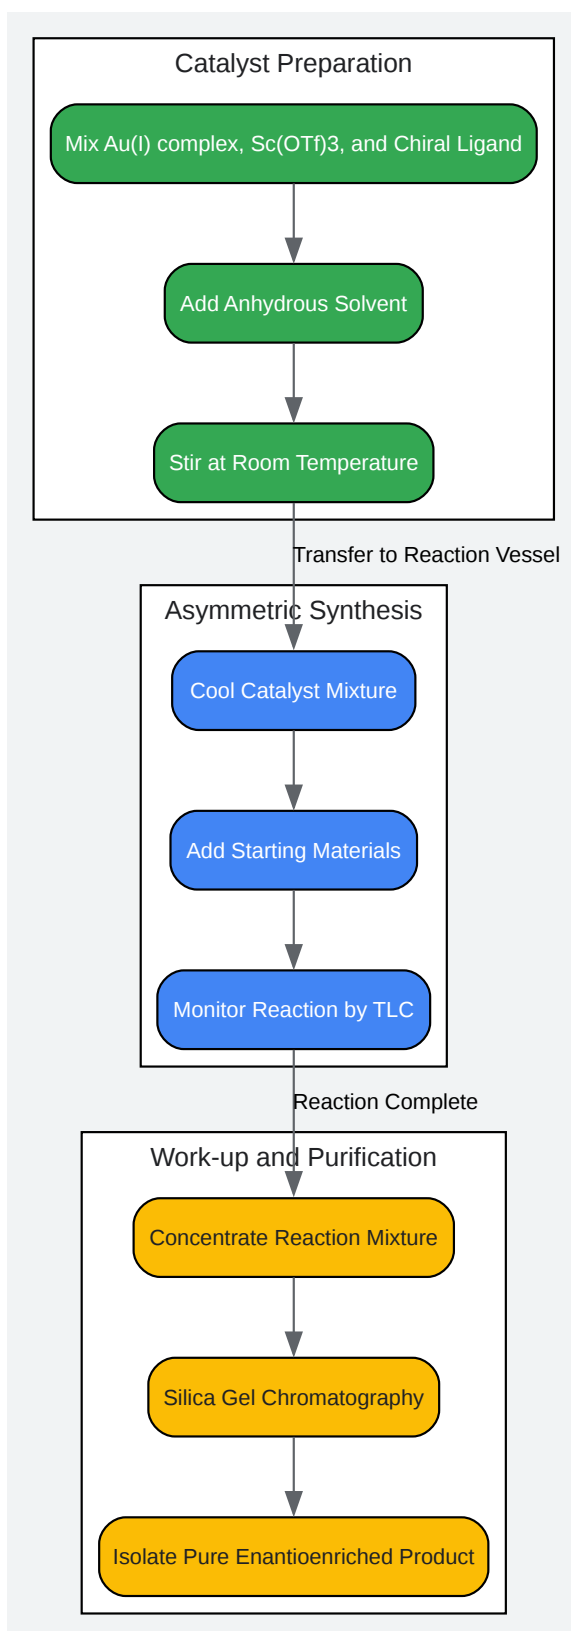 Catalyst Preparation
Mix Au(I) complex, Sc(OTf)3, and Chiral Ligand
Add Anhydrous Solvent
Stir at Room Temperature
Transfer to Reaction Vessel
Asymmetric Synthesis
Cool Catalyst Mixture
Add Starting Materials
Monitor Reaction by TLC
Reaction Complete
Work-up and Purification
Concentrate Reaction Mixture
Silica Gel Chromatography
Isolate Pure Enantioenriched Product